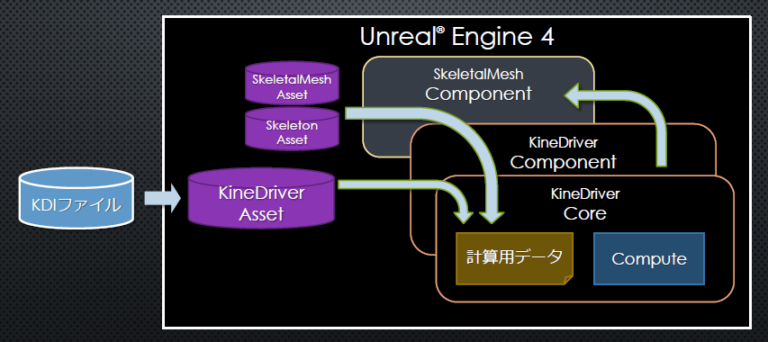 Unreal® Engine 4
SkeletalMesh
Asset
Skeleton
Asset
SkeletalMesh
Component
KineDriver
Component
KDIファイル
KineDriver
Asset
KineDriver
Core
計算用データ
Compute